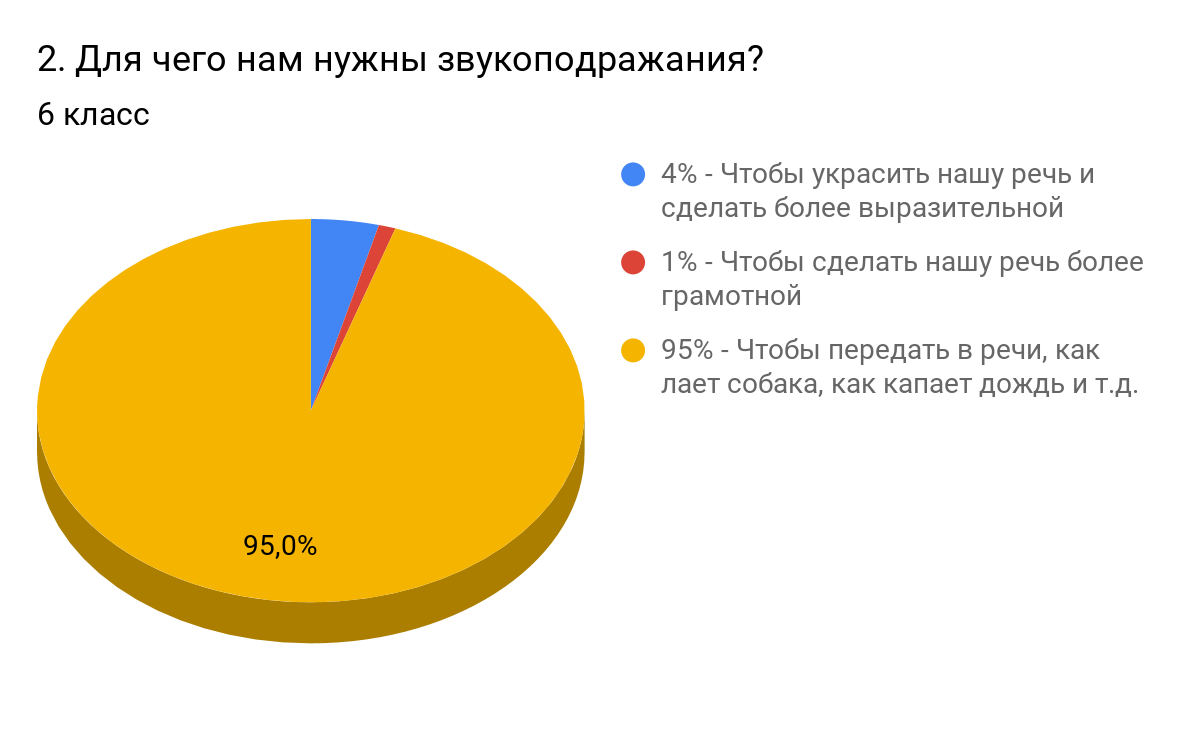 2. Для чего нам нужны звукоподражания?
6 класс
4% - Чтобы украсить нашу речь и
сделать более выразительной
1% - Чтобы сделать нашу речь более
грамотной
95% - Чтобы передать в речи, как
лает собака, как капает дождь и т.д.
95,0%